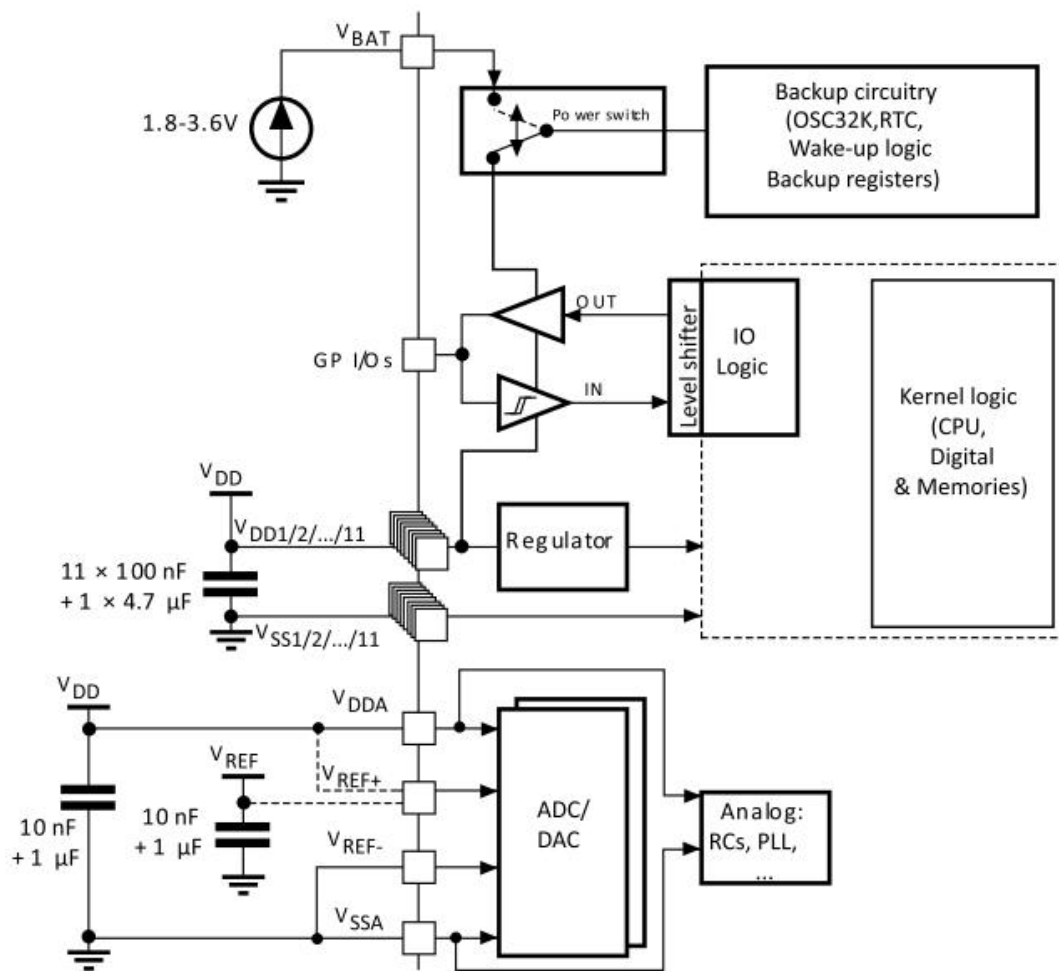 VBAT
1.8-3.6V
Po wer switch
Backup circuitry
(OSC32K,RTC,
Wake-up logic
Backup registers)
OUT
GP I/Os
IN
Level shifter
IO
Logic
Kernel logic
(CPU,
Digital
& Memories)
VDD
VDD1/2/.../11
Regulator
11 × 100 nF
+ 1 × 4.7 µF
VSS1/2/.../11
VDD
VDDA
VREF
VREF+
10 nF
+ 1 µF
10 nF
+ 1 µF
VREF-
VSSA
ADC/
DAC
Analog:
RCs, PLL,
...